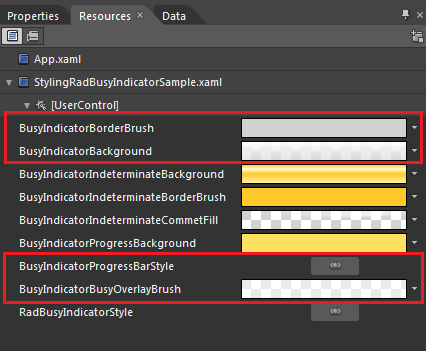 Properties Resources × Data
App.xaml
StylingRadBusyIndicatorSample.xaml
[UserControl]
BusyIndicatorBorderBrush
BusyIndicatorBackground
BusyIndicatorIndeterminateBackground
BusyIndicatorIndeterminateBorderBrush
BusyIndicatorIndeterminateCommetFill
BusyIndicatorProgressBackground
BusyIndicatorProgressBarStyle
BusyIndicatorBusyOverlayBrush
RadBusyIndicatorStyle